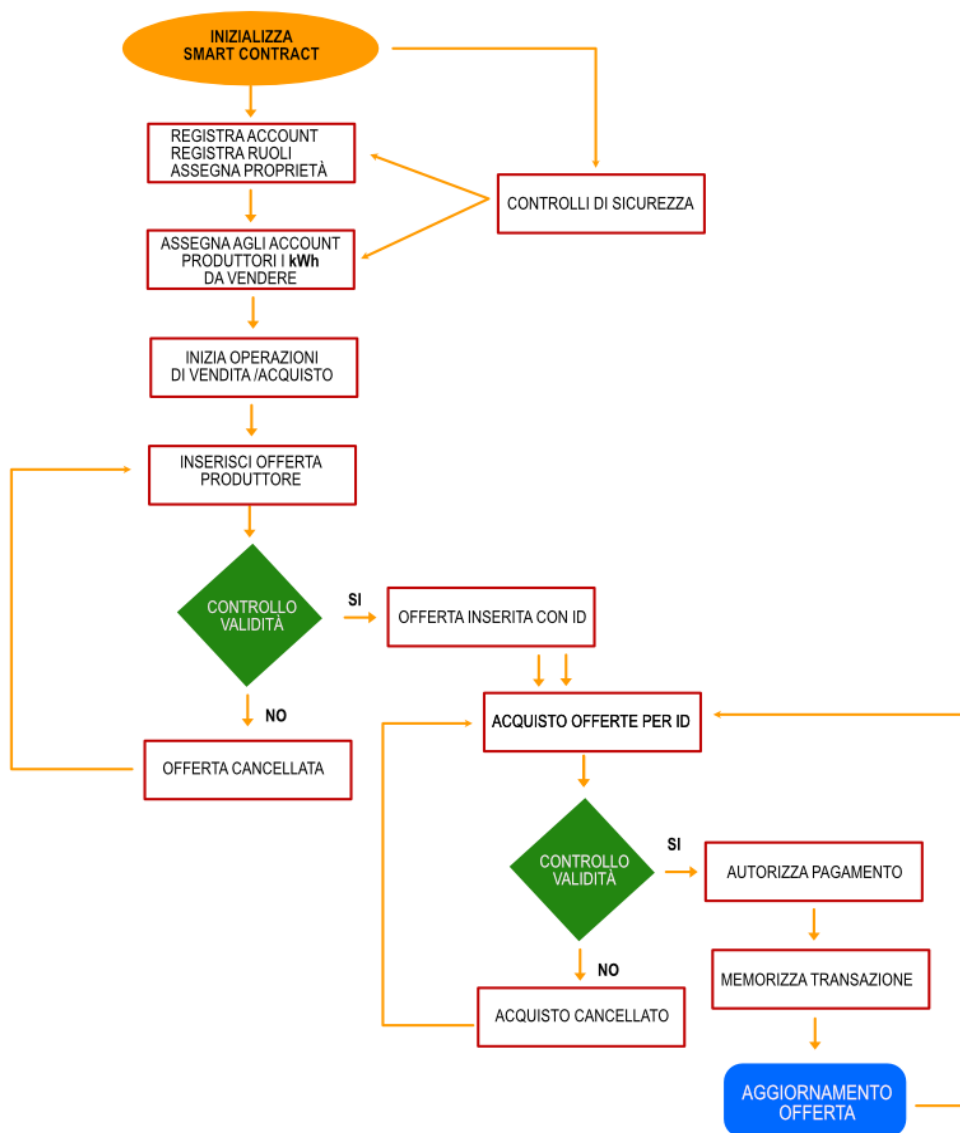 INIZIALIZZA
SMART CONTRACT
REGISTRA ACCOUNT
REGISTRA RUOLI
ASSEGNA PROPRIETÀ
CONTROLLI DI SICUREZZA
ASSEGNA AGLI ACCOUNT
PRODUTTORI I kWh
DA VENDERE
INIZIA OPERAZIONI
DI VENDITA /ACQUISTO
INSERISCI OFFERTA
PRODUTTORE
CONTROLLO
VALIDITÀ
SI
OFFERTA INSERITA CON ID
NO
OFFERTA CANCELLATA
ACQUISTO OFFERTE PER ID
CONTROLLO
VALIDITÀ
SI
AUTORIZZA PAGAMENTO
NO
ACQUISTO CANCELLATO
MEMORIZZA TRANSAZIONE
AGGIORNAMENTO
OFFERTA